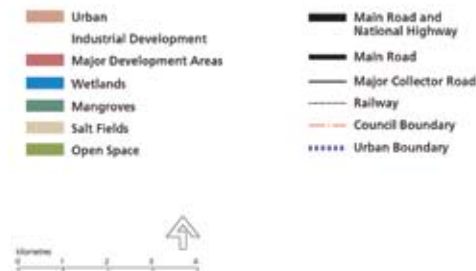 Urban
Industrial Development
Major Development Areas
Wetlands
Mangroves
Salt Fields
Open Space
Main Road and
National Highway
Main Road
Major Collector Road
Railway
Council Boundary
Urban Boundary
kilometres
0 1 2 3 4